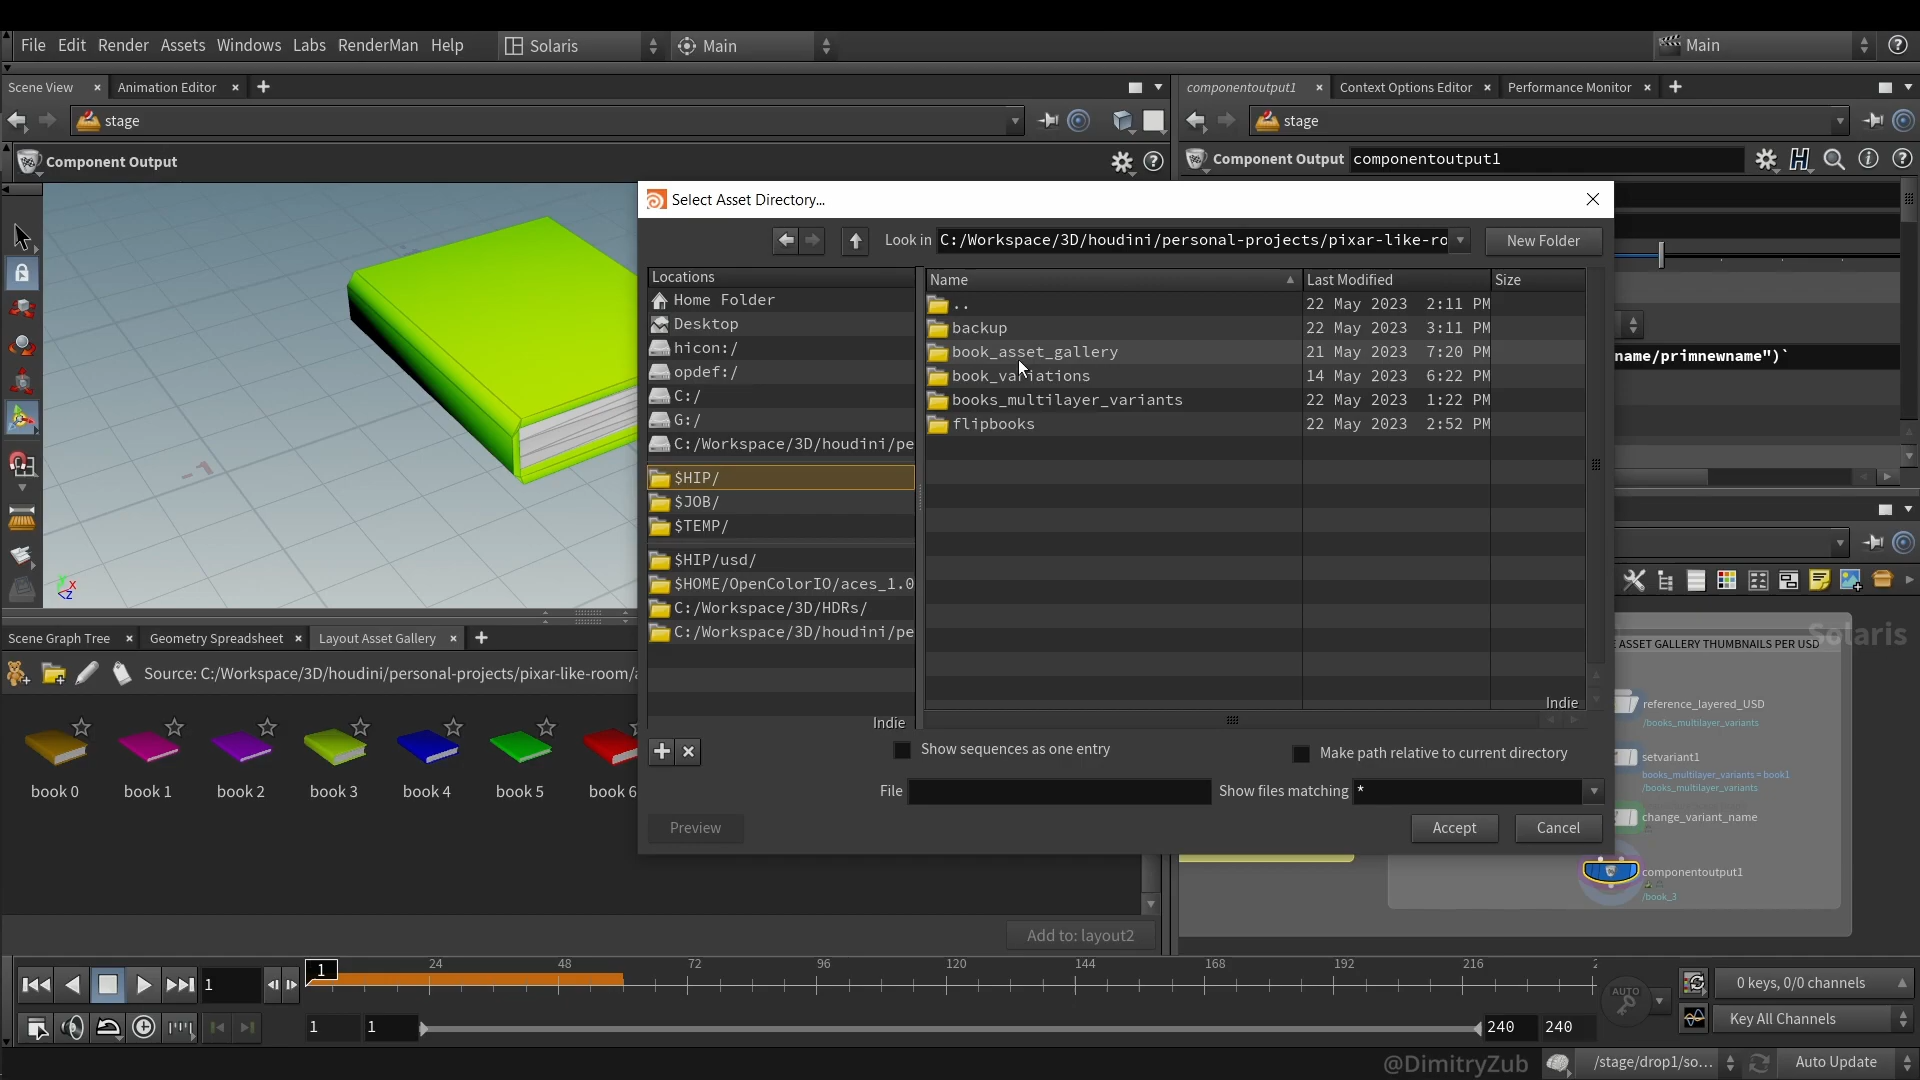 File Edit Render Assets Windows Labs RenderMan Help
Solaris
Main
Main
Scene View
Animation Editor
componentoutput1
Context Options Editor
Performance Monitor
stage
stage
Component Output
Component Output componentoutput1
Select Asset Directory...
Look in C:/Workspace/3D/houdini/personal-projects/pixar-like-ro
New Folder
Locations
Home Folder
Desktop
hicon:/
opdef:/
C:/
G:/
C:/Workspace/3D/houdini/pe
$HIP/
$JOB/
$TEMP/
$HIP/usd/
$HOME/OpenColorIO/aces_1.0
C:/Workspace/3D/HDRs/
C:/Workspace/3D/houdini/pe
Indie
Name Last Modified Size
.. 22 May 2023 2:11 PM
backup 22 May 2023 3:11 PM
book_asset_gallery 21 May 2023 7:20 PM
book_variations 14 May 2023 6:22 PM
books_multilayer_variants 22 May 2023 1:22 PM
flipbooks 22 May 2023 2:52 PM
Indie
Show sequences as one entry
Make path relative to current directory
File
Show files matching *
Preview
Accept
Cancel
name/primnewname")`
Scene Graph Tree
Geometry Spreadsheet
Layout Asset Gallery
Source: C:/Workspace/3D/houdini/personal-projects/pixar-like-room/
book 0
book 1
book 2
book 3
book 4
book 5
book 6
Add to: layout2
Solaris
ASSET GALLERY THUMBNAILS PER USD
reference_layered_USD
/books_multilayer_variants
setvariant1
books_multilayer_variants = book1
/books_multilayer_variants
change_variant_name
componentoutput1
/book_3
1
1
24
48
72
96
120
144
168
192
216
AUTO
0 keys, 0/0 channels
1
1
240
240
Key All Channels
@DimitryZub
/stage/drop1/so...
Auto Update